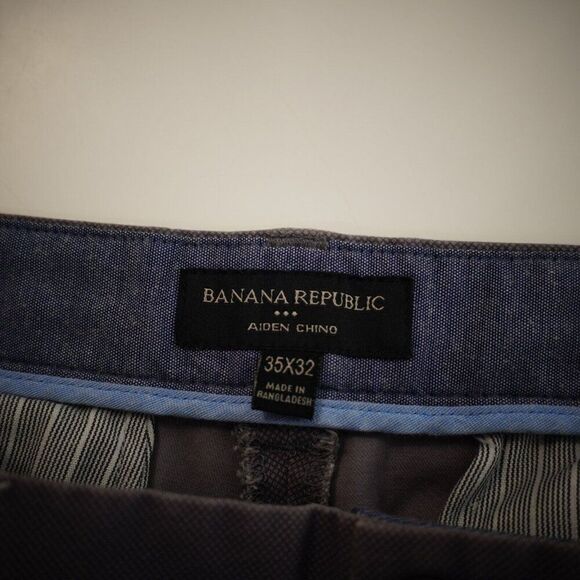 BANANA REPUBLIC
AIDEN CHINO
35X32
MADE IN
BANGLADESH